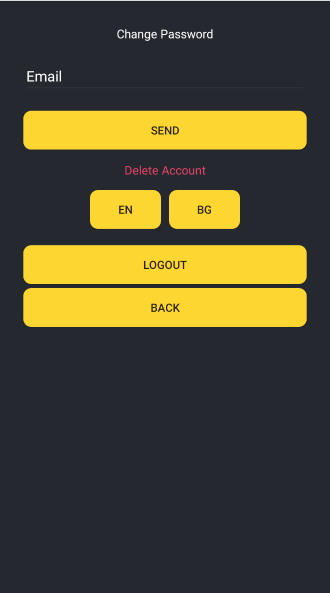 Change Password
Email
SEND
Delete Account
EN BG
LOGOUT
BACK